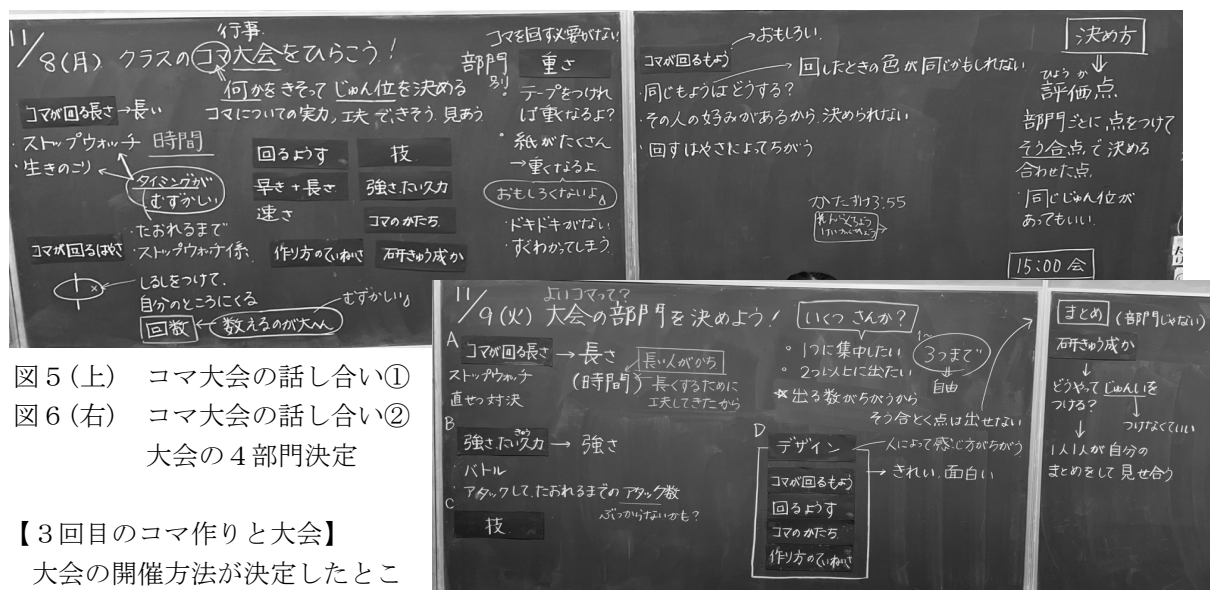 11/8(月) クラスのコマ大会をひらこう！
行事
何かをきそってじゅん位を決める
コマについての実力,工夫で,きそう.見あう
コマが回る長さ→長い
・ストップウォッチ 時間
・生きのこり
タイミングが
むずかしい
・たおれるまで
・ストップウォッチ係
コマが回るはやさ
しるしをつけて.
自分のところにくる
回数 ← 数えるのが大へん
むずかしい
回るようす
技
早さ+長さ
速さ
強さ.たい久力
コマのかたち
作り方のていねいさ
研きゅう成か
部門別！
コマを回す必要がない
重さ
テープをつけれ
ば重くなるよ？
・紙がたくさん
→重くなるよ
おもしろくないよ
・ドキドキがない
・すぐわかってしまう
コマが回るもよう
→おもしろい.
回したときの色が同じかもしれない
・同じもようはどうする？
・その人の好みがあるから.決められない
・回すはやさによってちがう
かたずけ3:55
決め方
ひょうか
評価点
部門ごとに点をつけて
そう合点で決める
合わせた点
・同じじゅん位が
あってもいい.
15:00 会
図５(上)　コマ大会の話し合い①
図６(右)　コマ大会の話し合い②
大会の４部門決定
【３回目のコマ作りと大会】
大会の開催方法が決定したとこ
11/9(火) 大会の部門を決めよう！
よいコマって？
A
コマが回る長さ → 長さ
(時間)
ストップウォッチ
直せつ対決
長い人がかち
長くするために
工夫してきたから
B
強さ.たい久力 → 強さ
きゅう
・バトル
・アタックして.たおれるまでのアタック数
ぶつからないかも？
C
技
いくつ さんか？
○ 1つに集中したい
○ 2つ以上に出たい
3つまで
自由
☆出る数がちがうから
そう合とく点は出せない
D
デザイン
人によって感じ方がちがう
→ きれい.面白い
コマが回るもよう
回るようす
コマのかたち
作り方のていねいさ
まとめ (部門じゃない)
研きゅう成か
どうやってじゅんいを
つける？
つけなくていい
1人1人が自分の
まとめをして見せ合う